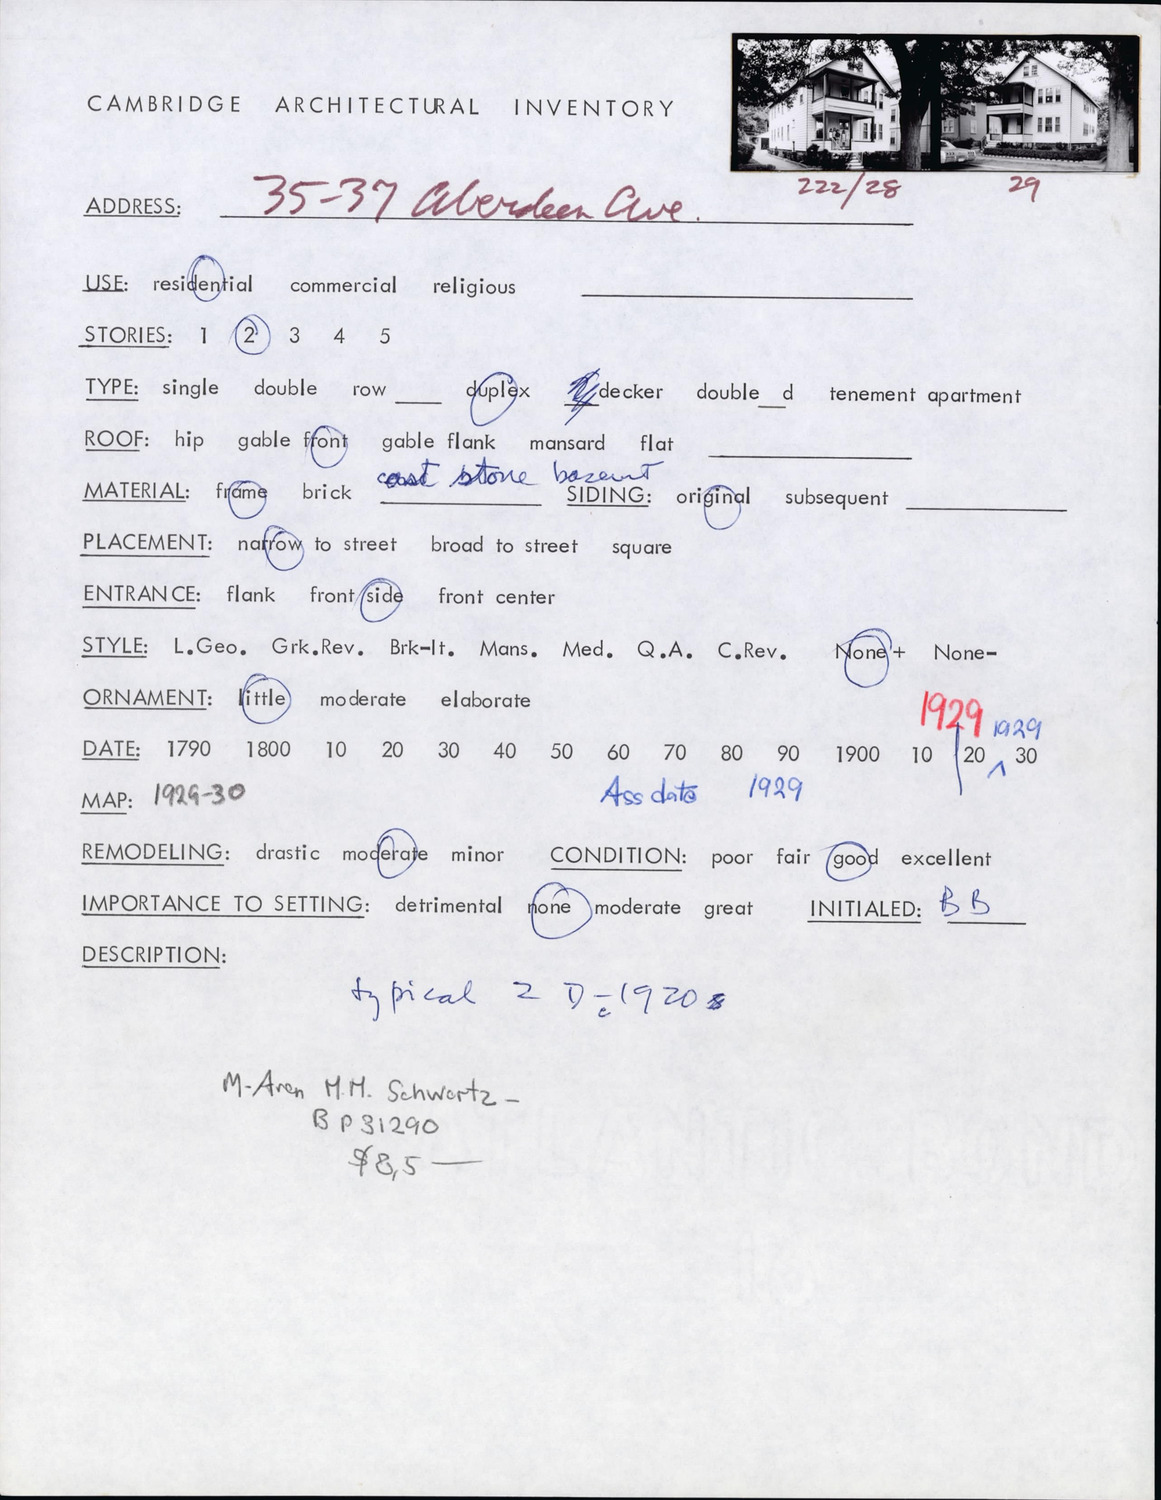 CAMBRIDGE ARCHITECTURAL INVENTORY
222/28 29
ADDRESS: 35-37 Aberdeen Ave.
USE: residential commercial religious
STORIES: 1 2 3 4 5
TYPE: single double row ____ duplex decker double__d tenement apartment
ROOF: hip gable front gable flank mansard flat
cast stone basemt
MATERIAL: frame brick SIDING: original subsequent
PLACEMENT: narrow to street broad to street square
ENTRANCE: flank front/side front center
STYLE: L.Geo. Grk.Rev. Brk-It. Mans. Med. Q.A. C.Rev. None+ None-
ORNAMENT: little moderate elaborate
1929 1929
DATE: 1790 1800 10 20 30 40 50 60 70 80 90 1900 10 20 30
MAP: 1929-30 Ass date 1929
REMODELING: drastic moderate minor CONDITION: poor fair good excellent
IMPORTANCE TO SETTING: detrimental none moderate great INITIALED: BB
DESCRIPTION:
typical 2 D - 1920s
M-Aren M.M. Schwartz -
BP31290
$8,5—